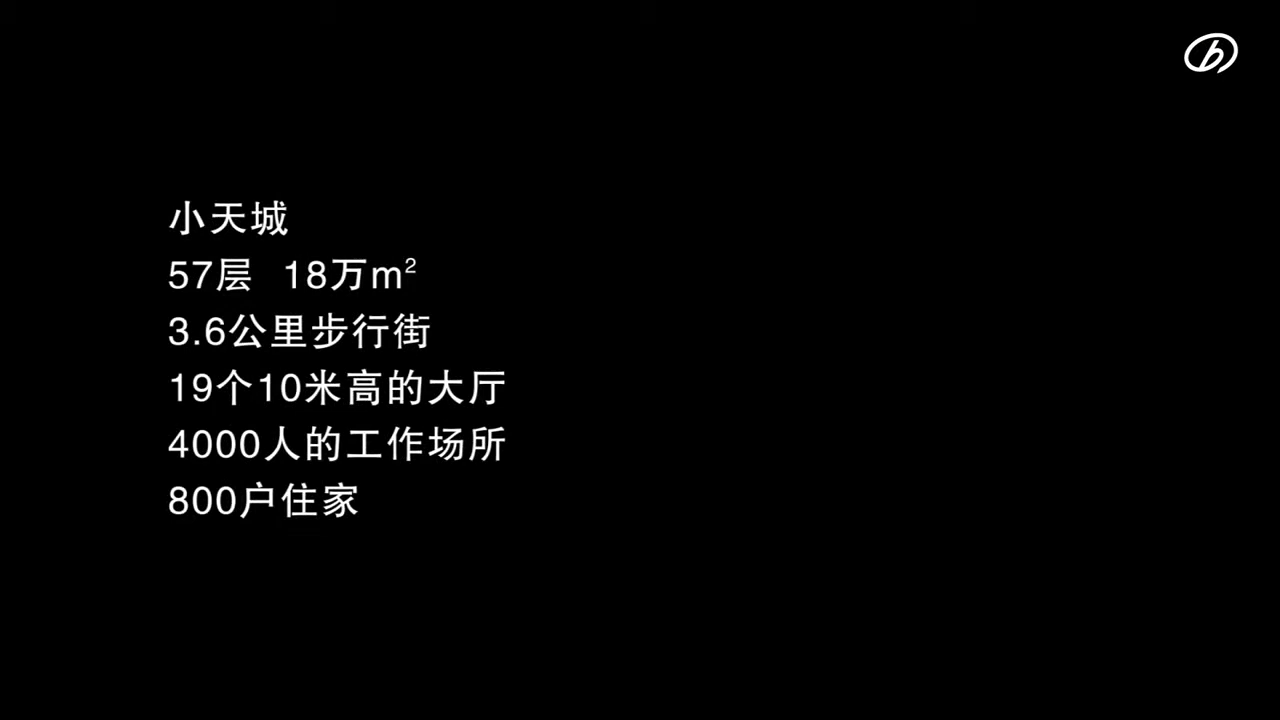 小天城
57层 18万m²
3.6公里步行街
19个10米高的大厅
4000人的工作场所
800户住家